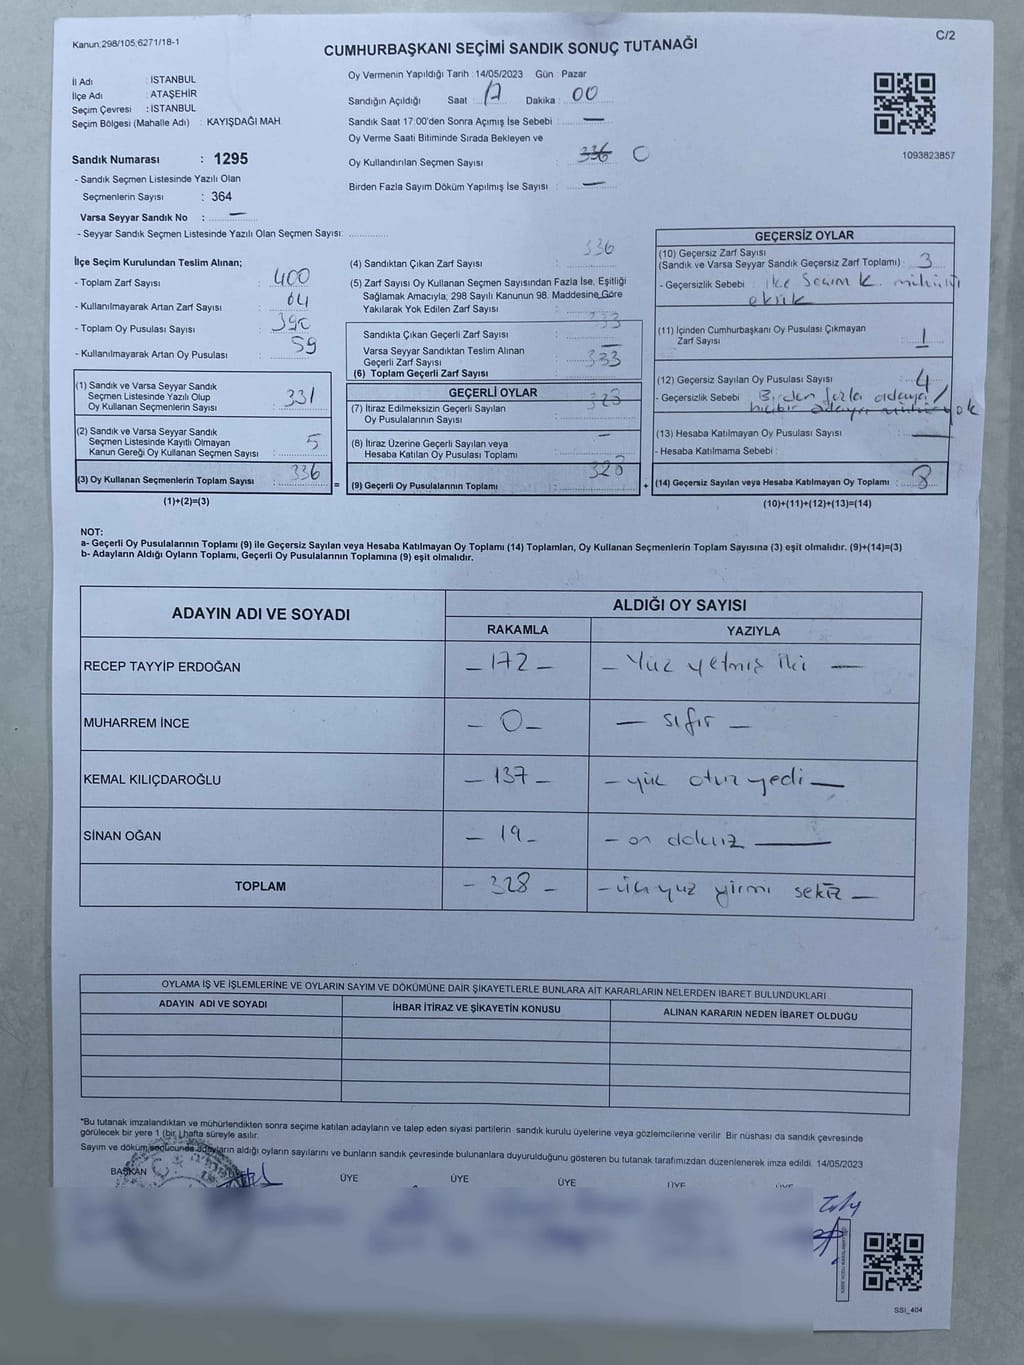 Kanun:298/105;6271/18-1
C/2
CUMHURBAŞKANI SEÇİMİ SANDIK SONUÇ TUTANAĞI
İl Adı : İSTANBUL
İlçe Adı : ATAŞEHİR
Seçim Çevresi : İSTANBUL
Seçim Bölgesi (Mahalle Adı) : KAYIŞDAĞI MAH.
Sandık Numarası : 1295
- Sandık Seçmen Listesinde Yazılı Olan
Seçmenlerin Sayısı : 364
Varsa Seyyar Sandık No : —
- Seyyar Sandık Seçmen Listesinde Yazılı Olan Seçmen Sayısı:
Oy Vermenin Yapıldığı Tarih : 14/05/2023 Gün : Pazar
Sandığın Açıldığı Saat : 17 Dakika : 00
Sandık Saat 17:00'den Sonra Açımış İse Sebebi : —
Oy Verme Saati Bitiminde Sırada Bekleyen ve
Oy Kullandırılan Seçmen Sayısı : 336 0
Birden Fazla Sayım Döküm Yapılmış İse Sayısı : —
1093823857
İlçe Seçim Kurulundan Teslim Alınan;
- Toplam Zarf Sayısı : 400
- Kullanılmayarak Artan Zarf Sayısı : 64
- Toplam Oy Pusulası Sayısı : 390
- Kullanılmayarak Artan Oy Pusulası : 59
(1) Sandık ve Varsa Seyyar Sandık
Seçmen Listesinde Yazılı Olup
Oy Kullanan Seçmenlerin Sayısı : 331
(2) Sandık ve Varsa Seyyar Sandık
Seçmen Listesinde Kayıtlı Olmayan
Kanun Gereği Oy Kullanan Seçmen Sayısı : 5
(3) Oy Kullanan Seçmenlerin Toplam Sayısı : 336
(1)+(2)=(3)
(4) Sandıktan Çıkan Zarf Sayısı : 336
(5) Zarf Sayısı Oy Kullanan Seçmen Sayısından Fazla İse, Eşitliği
Sağlamak Amacıyla; 298 Sayılı Kanunun 98. Maddesine Göre
Yakılarak Yok Edilen Zarf Sayısı :
Sandıkta Çıkan Geçerli Zarf Sayısı : 333
Varsa Seyyar Sandıktan Teslim Alınan
Geçerli Zarf Sayısı : —
(6) Toplam Geçerli Zarf Sayısı : 333
GEÇERLİ OYLAR
(7) İtiraz Edilmeksizin Geçerli Sayılan
Oy Pusulalarının Sayısı : 328
(8) İtiraz Üzerine Geçerli Sayılan veya
Hesaba Katılan Oy Pusulası Toplamı : —
= (9) Geçerli Oy Pusulalarının Toplamı : 328 +
GEÇERSİZ OYLAR
(10) Geçersiz Zarf Sayısı
(Sandık ve Varsa Seyyar Sandık Geçersiz Zarf Toplamı) : 3
- Geçersizlik Sebebi : ilçe Seçim K. mührü
eksik
(11) İçinden Cumhurbaşkanı Oy Pusulası Çıkmayan
Zarf Sayısı : 1
(12) Geçersiz Sayılan Oy Pusulası Sayısı : 4
- Geçersizlik Sebebi : Birden fazla adaya /
hiçbir adaya mühür yok
(13) Hesaba Katılmayan Oy Pusulası Sayısı : —
- Hesaba Katılmama Sebebi :
(14) Geçersiz Sayılan veya Hesaba Katılmayan Oy Toplamı : 8
(10)+(11)+(12)+(13)=(14)
NOT:
a- Geçerli Oy Pusulalarının Toplamı (9) ile Geçersiz Sayılan veya Hesaba Katılmayan Oy Toplamı (14) Toplamları, Oy Kullanan Seçmenlerin Toplam Sayısına (3) eşit olmalıdır. (9)+(14)=(3)
b- Adayların Aldığı Oyların Toplamı, Geçerli Oy Pusulalarının Toplamına (9) eşit olmalıdır.
ADAYIN ADI VE SOYADI ALDIĞI OY SAYISI
RAKAMLA YAZIYLA
RECEP TAYYİP ERDOĞAN – 172 – – Yüz yetmiş iki —
MUHARREM İNCE – 0 – — sıfır —
KEMAL KILIÇDAROĞLU – 137 – – yüz otuz yedi —
SİNAN OĞAN – 19 – – on dokuz —
TOPLAM – 328 – – üçyüz yirmi sekiz —
OYLAMA İŞ VE İŞLEMLERİNE VE OYLARIN SAYIM VE DÖKÜMÜNE DAİR ŞİKAYETLERLE BUNLARA AİT KARARLARIN NELERDEN İBARET BULUNDUKLARI
ADAYIN ADI VE SOYADI İHBAR İTİRAZ VE ŞİKAYETİN KONUSU ALINAN KARARIN NEDEN İBARET OLDUĞU
*Bu tutanak imzalandıktan ve mühürlendikten sonra seçime katılan adayların ve talep eden siyasi partilerin sandık kurulu üyelerine veya gözlemcilerine verilir. Bir nüshası da sandık çevresinde
görülecek bir yere 1 (bir ) hafta süreyle asılır.
Sayım ve döküm sonucunda adayların aldığı oyların sayılarını ve bunların sandık çevresinde bulunanlara duyurulduğunu gösteren bu tutanak tarafımızdan düzenlenerek imza edildi. 14/05/2023
BAŞKAN ÜYE ÜYE ÜYE ÜYE ÜYE
SSI_404